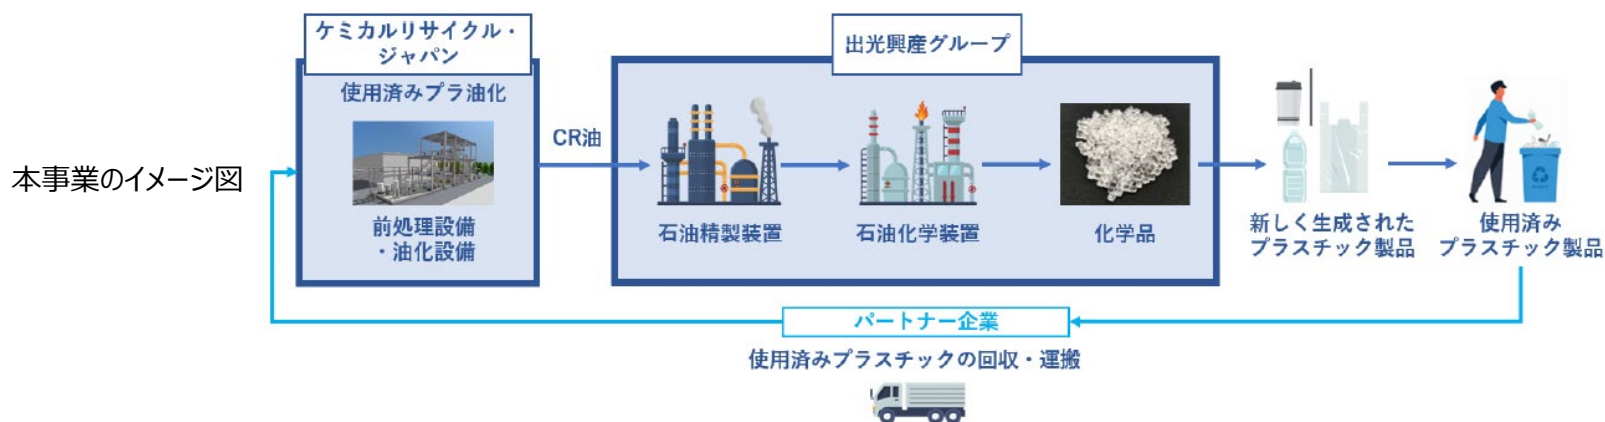 本事業のイメージ図
ケミカルリサイクル・
ジャパン
使用済みプラ油化
前処理設備
・油化設備
CR油
出光興産グループ
石油精製装置
石油化学装置
化学品
新しく生成された
プラスチック製品
使用済み
プラスチック製品
パートナー企業
使用済みプラスチックの回収・運搬